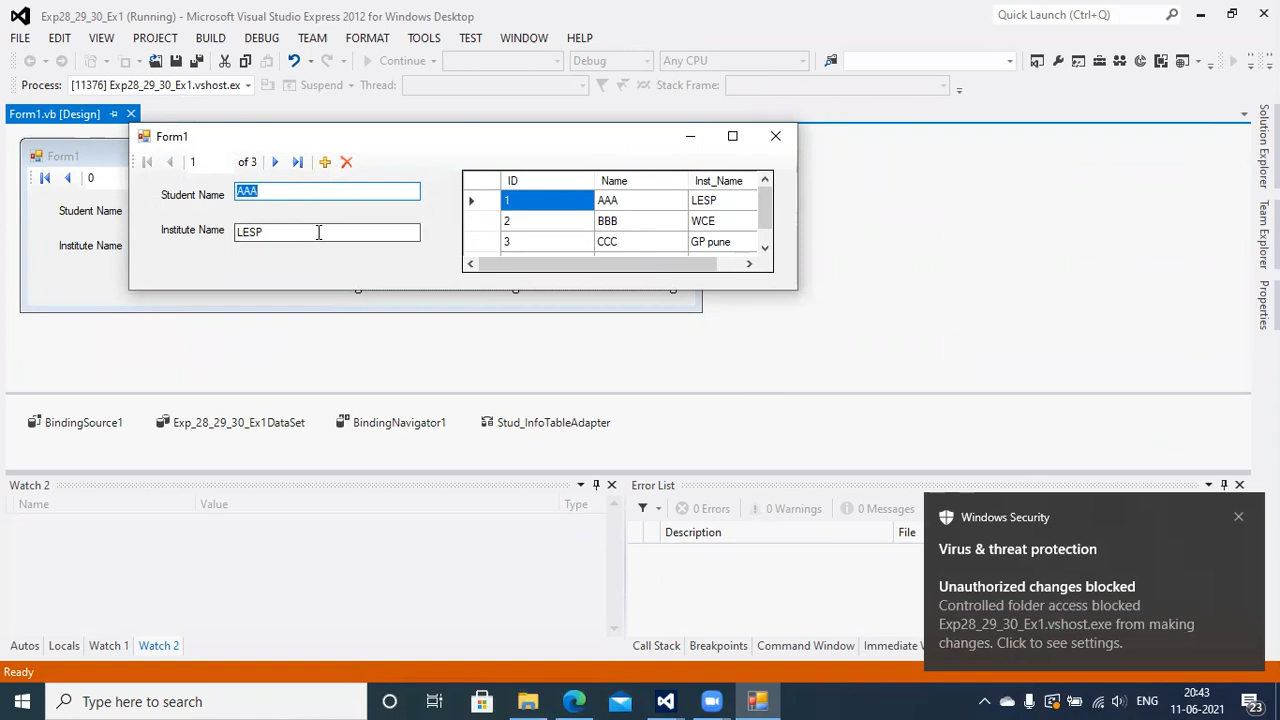 Exp28_29_30_Ex1 (Running) - Microsoft Visual Studio Express 2012 for Windows Desktop
Quick Launch (Ctrl+Q)
FILE EDIT VIEW PROJECT BUILD DEBUG TEAM FORMAT TOOLS TEST WINDOW HELP
Continue Debug Any CPU
Process: [11376] Exp28_29_30_Ex1.vshost.ex Suspend Thread: Stack Frame:
Form1.vb [Design]
Form1
0
Student Name
Institute Name
Form1
1 of 3
Student Name AAA
Institute Name LESP
ID Name Inst_Name
1 AAA LESP
2 BBB WCE
3 CCC GP pune
Solution Explorer
Team Explorer
Properties
BindingSource1 Exp_28_29_30_Ex1DataSet BindingNavigator1 Stud_InfoTableAdapter
Watch 2
Name Value Type
Error List
0 Errors 0 Warnings 0 Messages
Description File
Windows Security
Virus & threat protection
Unauthorized changes blocked
Controlled folder access blocked
Exp28_29_30_Ex1.vshost.exe from making
changes. Click to see settings.
Autos Locals Watch 1 Watch 2
Call Stack Breakpoints Command Window Immediate
Ready
Type here to search
ENG
20:43
11-06-2021
23